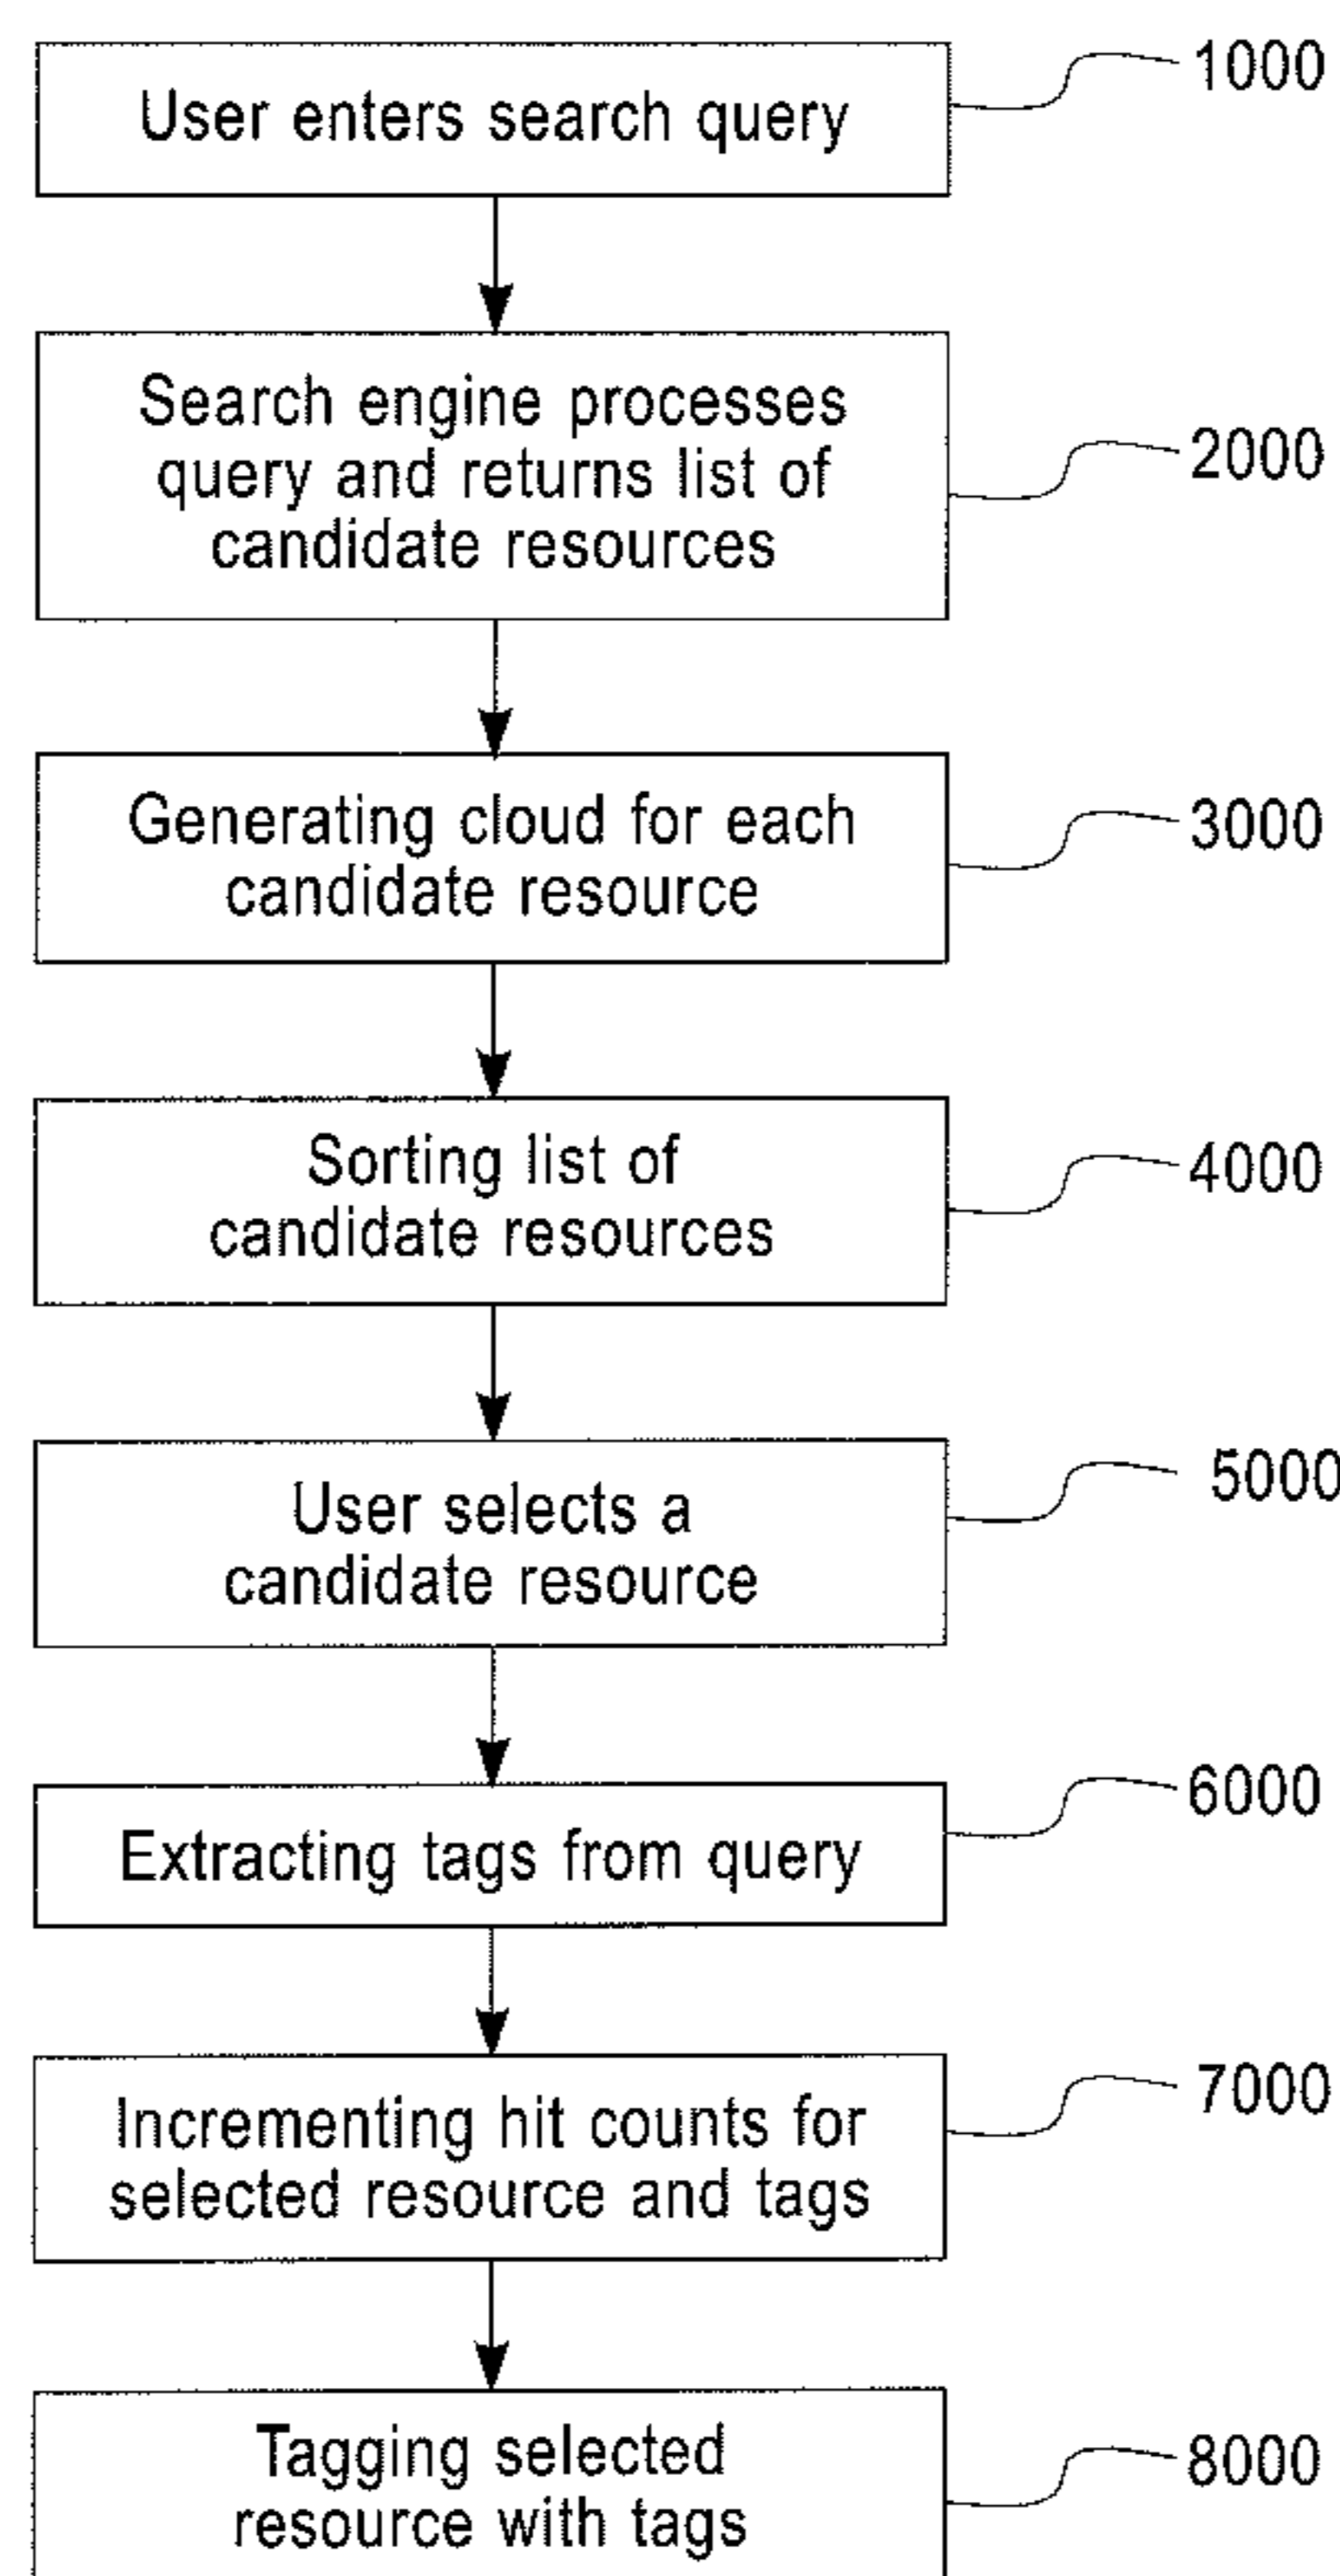 User enters search query
1000
Search engine processes
query and returns list of
candidate resources
2000
Generating cloud for each
candidate resource
3000
Sorting list of
candidate resources
4000
User selects a
candidate resource
5000
Extracting tags from query
6000
Incrementing hit counts for
selected resource and tags
7000
Tagging selected
resource with tags
8000